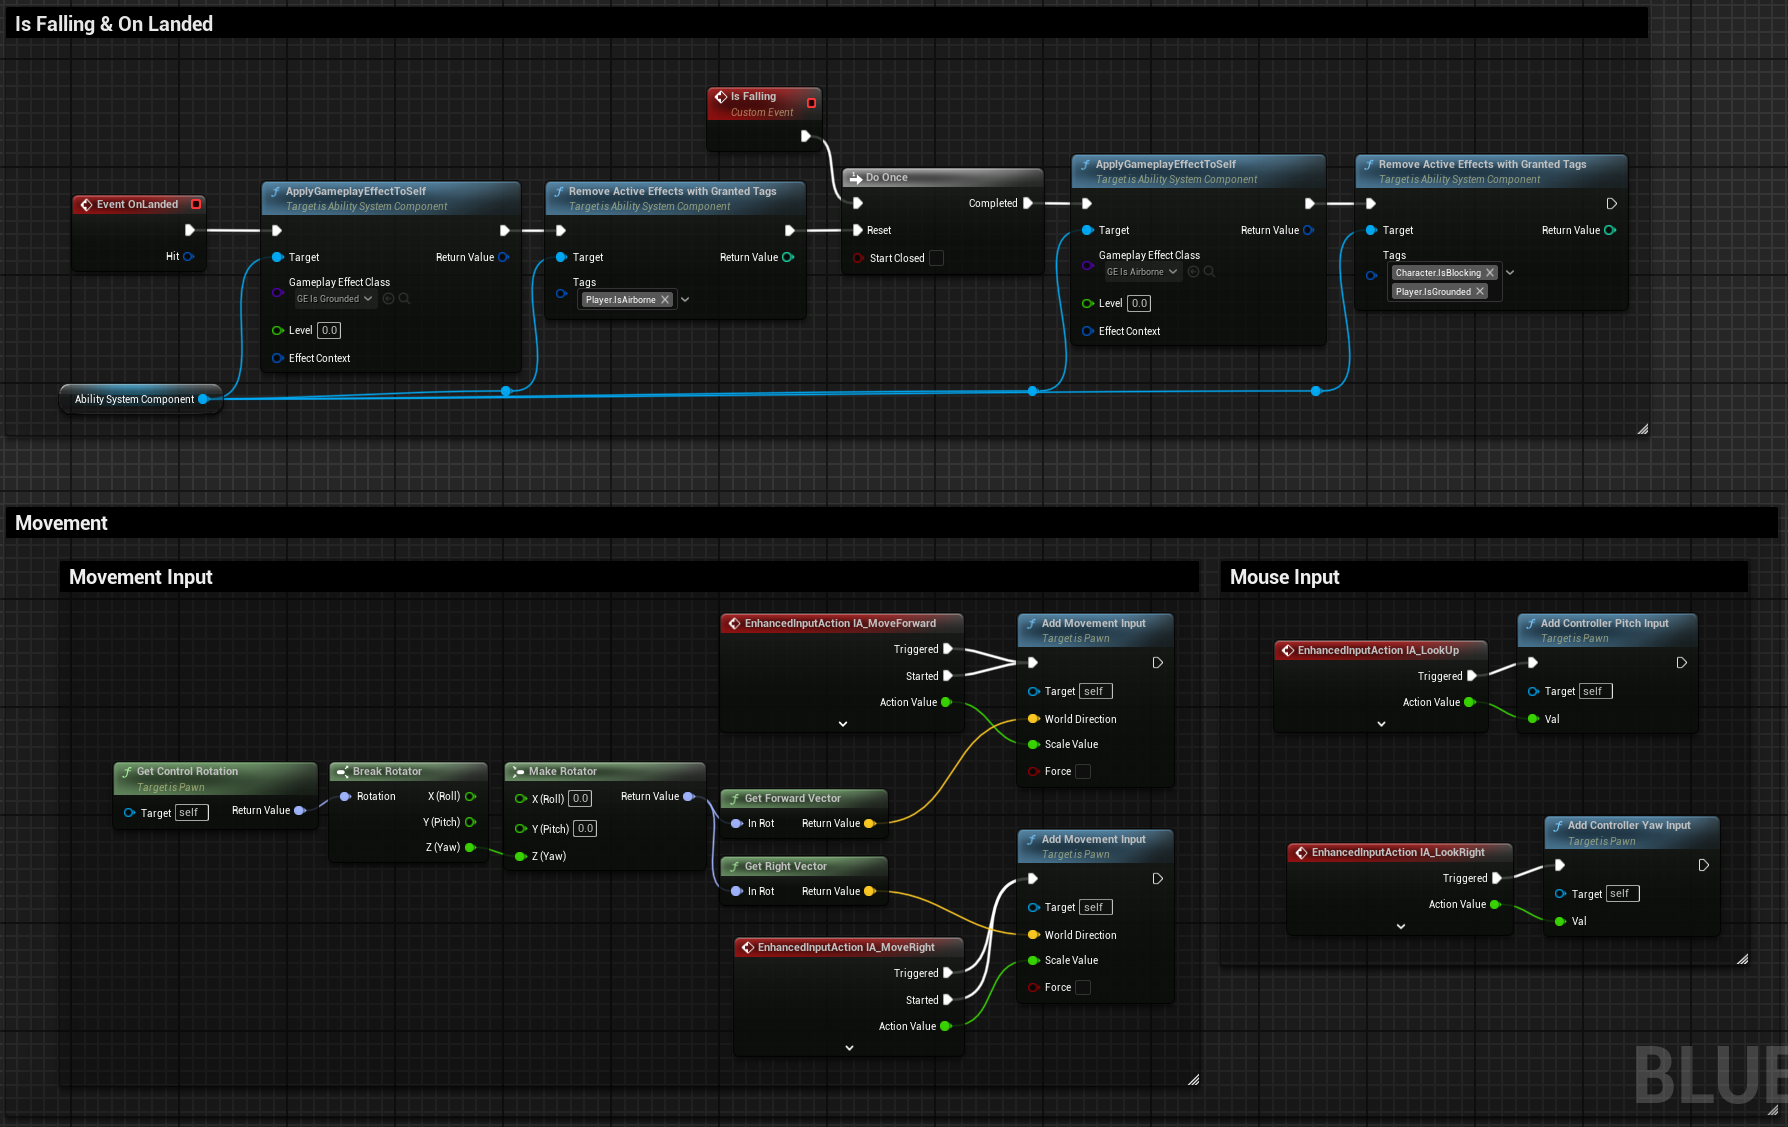 Is Falling & On Landed
Is Falling
Custom Event
Event OnLanded
Hit
ApplyGameplayEffectToSelf
Target is Ability System Component
Target
Return Value
Gameplay Effect Class
GE Is Grounded
Level 0.0
Effect Context
Remove Active Effects with Granted Tags
Target is Ability System Component
Target
Return Value
Tags
Player.IsAirborne
Do Once
Completed
Reset
Start Closed
ApplyGameplayEffectToSelf
Target is Ability System Component
Target
Return Value
Gameplay Effect Class
GE Is Airborne
Level 0.0
Effect Context
Remove Active Effects with Granted Tags
Target is Ability System Component
Target
Return Value
Tags
Character.IsBlocking
Player.IsGrounded
Ability System Component
Movement
Movement Input
EnhancedInputAction IA_MoveForward
Triggered
Started
Action Value
Add Movement Input
Target is Pawn
Target self
World Direction
Scale Value
Force
Get Control Rotation
Target is Pawn
Target self
Return Value
Break Rotator
Rotation
X (Roll)
Y (Pitch)
Z (Yaw)
Make Rotator
X (Roll) 0.0
Return Value
Y (Pitch) 0.0
Z (Yaw)
Get Forward Vector
In Rot
Return Value
Get Right Vector
In Rot
Return Value
EnhancedInputAction IA_MoveRight
Triggered
Started
Action Value
Add Movement Input
Target is Pawn
Target self
World Direction
Scale Value
Force
Mouse Input
EnhancedInputAction IA_LookUp
Triggered
Action Value
Add Controller Pitch Input
Target is Pawn
Target self
Val
EnhancedInputAction IA_LookRight
Triggered
Action Value
Add Controller Yaw Input
Target is Pawn
Target self
Val
BLUE